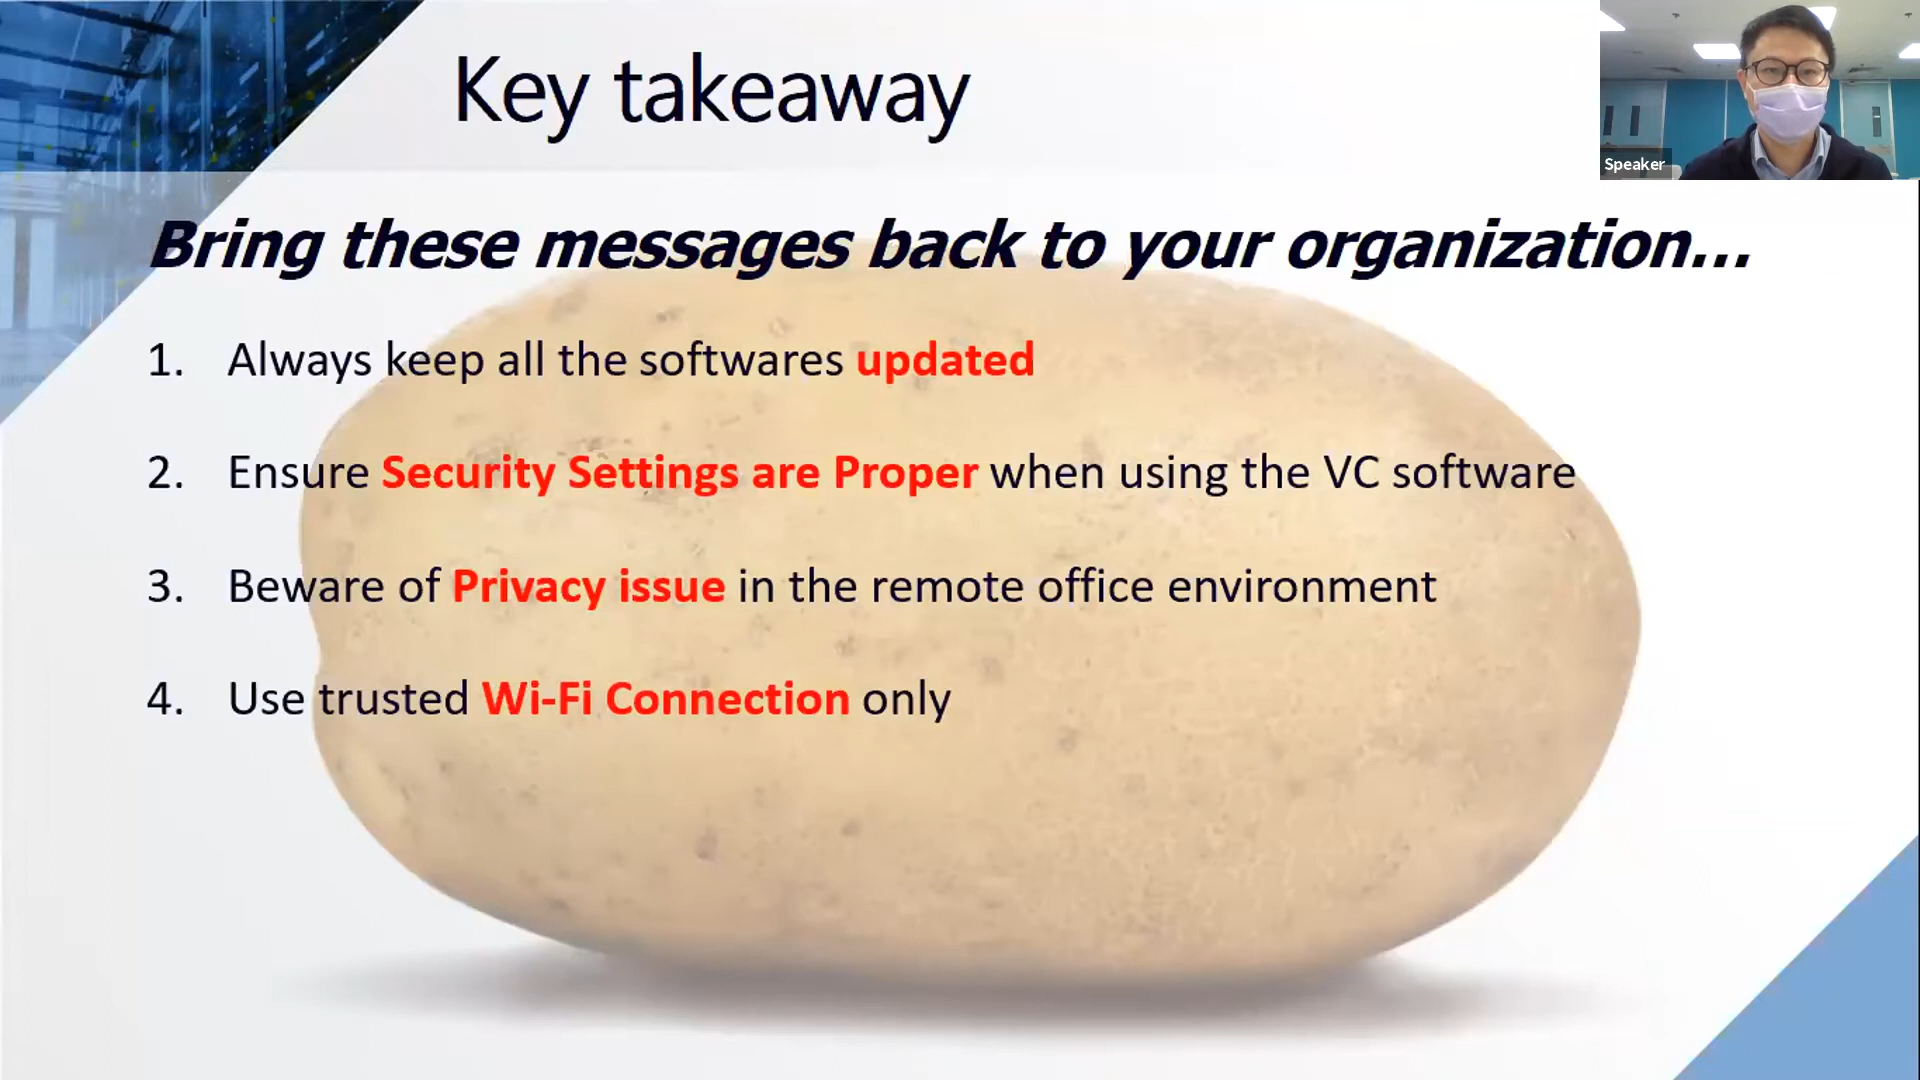 Key takeaway
Speaker
Bring these messages back to your organization...
1. Always keep all the softwares updated
2. Ensure Security Settings are Proper when using the VC software
3. Beware of Privacy issue in the remote office environment
4. Use trusted Wi-Fi Connection only